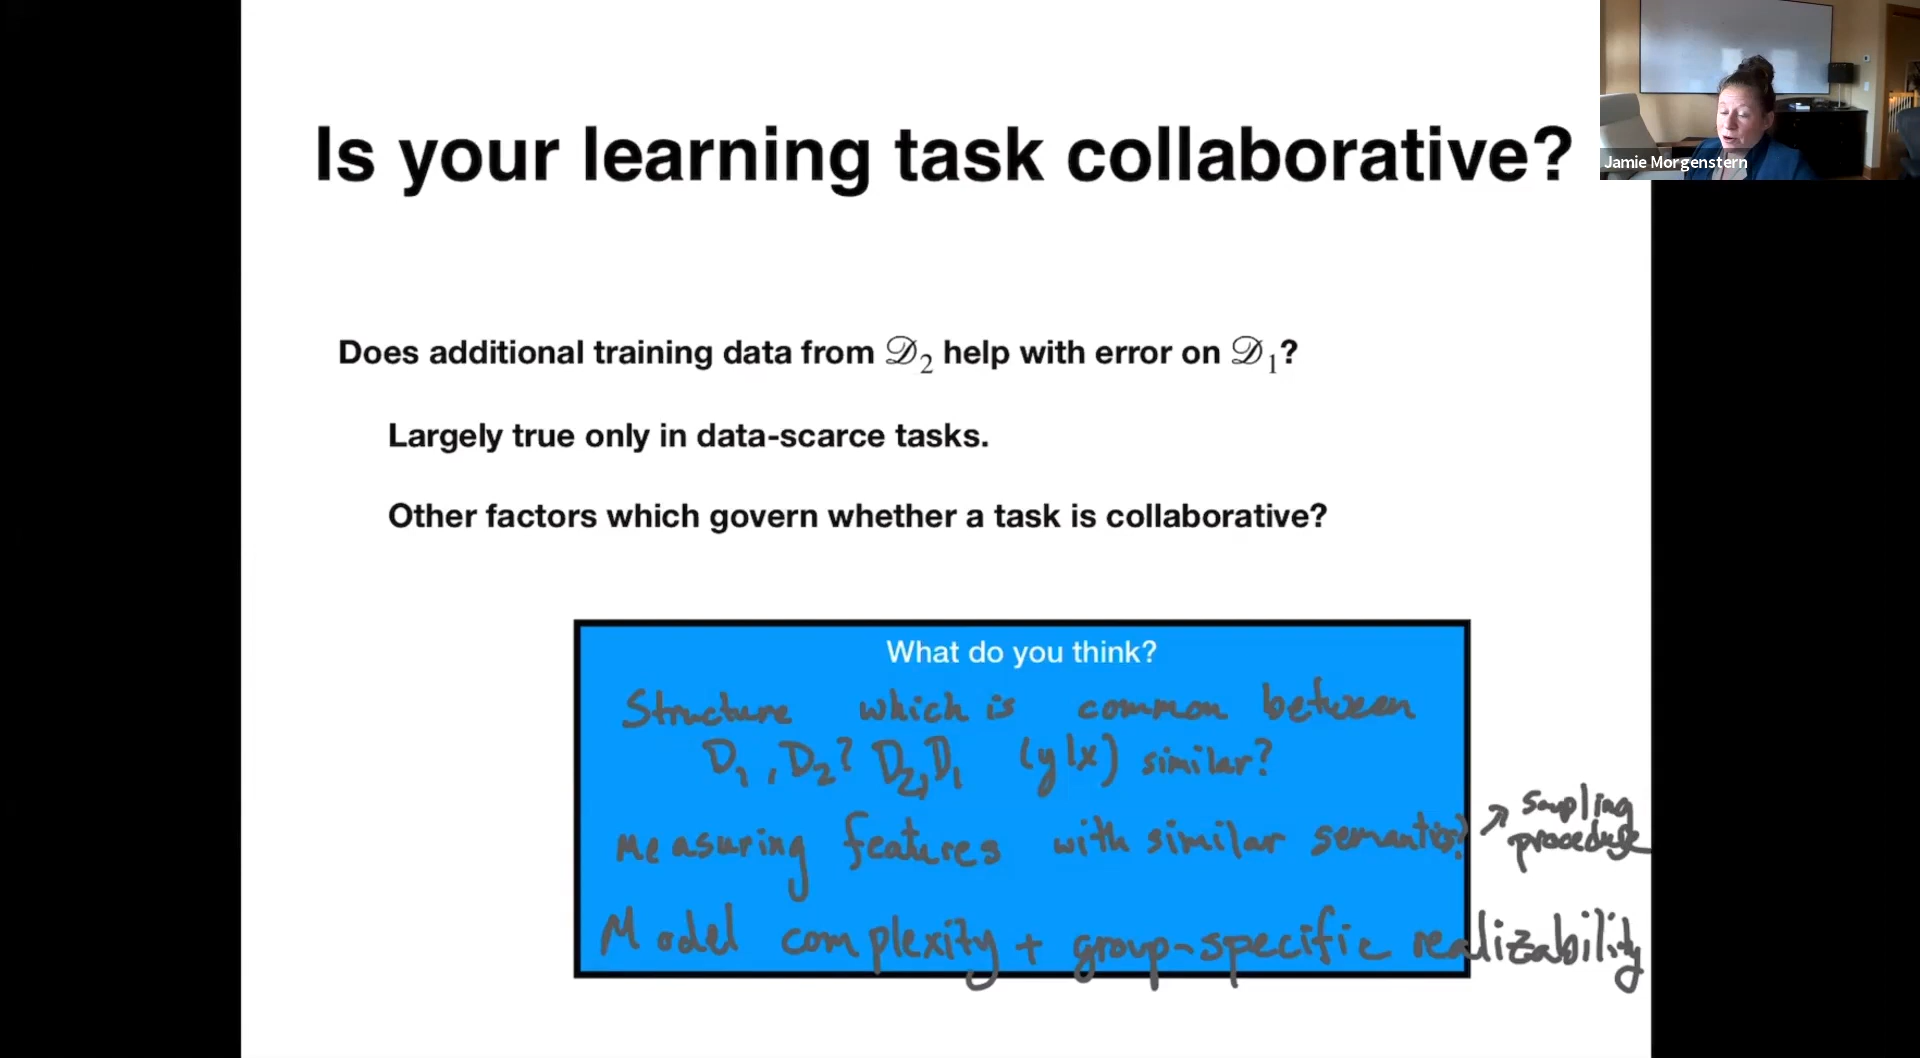 Is your learning task collaborative?
Jamie Morgenstern
Does additional training data from 𝒟₂ help with error on 𝒟₁?
Largely true only in data-scarce tasks.
Other factors which govern whether a task is collaborative?
What do you think?
Structure which is common between
D₁, D₂? D₂, D₁ (y|x) similar?
measuring features with similar semantics?
↗ sampling
procedure
Model complexity + group-specific realizability